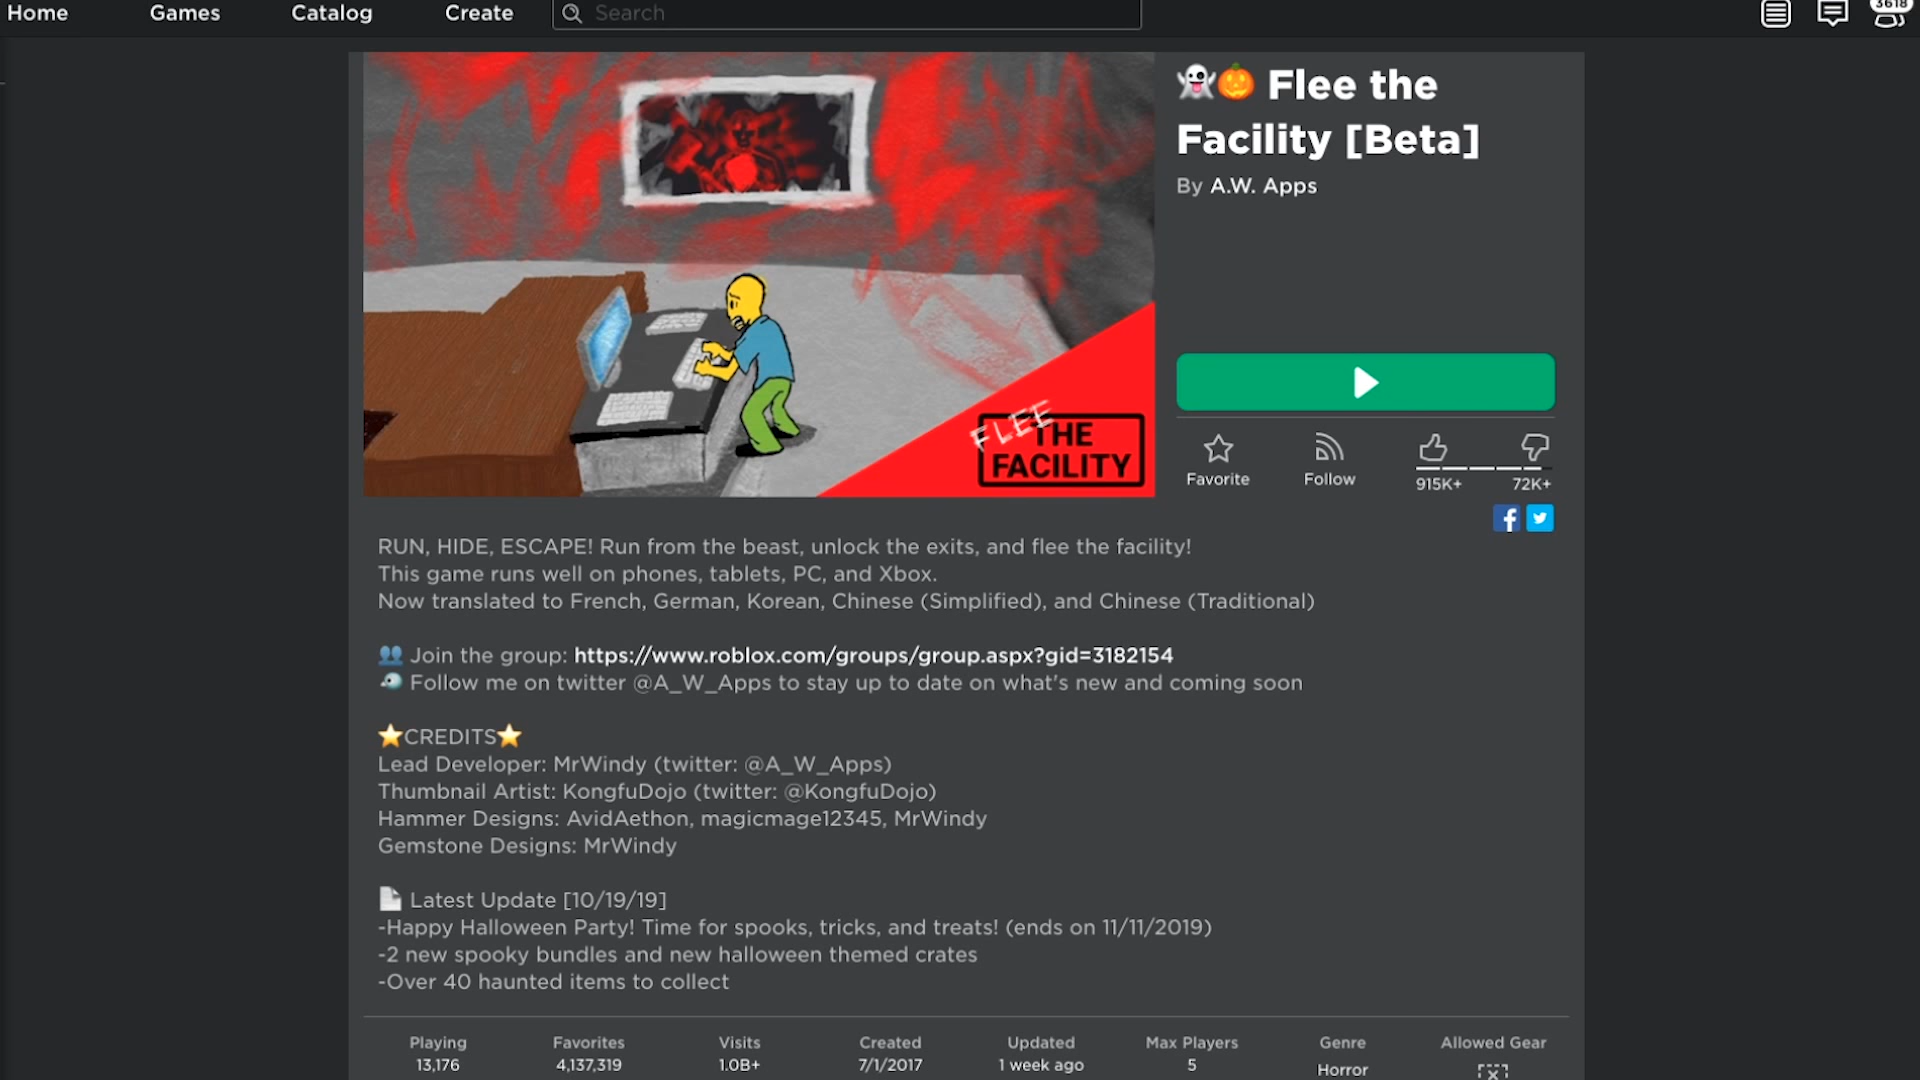 Home Games Catalog Create Search 3618
👻🎃 Flee the
Facility [Beta]
By A.W. Apps
FLEE
THE
FACILITY
Favorite Follow 915K+ 72K+
RUN, HIDE, ESCAPE! Run from the beast, unlock the exits, and flee the facility!
This game runs well on phones, tablets, PC, and Xbox.
Now translated to French, German, Korean, Chinese (Simplified), and Chinese (Traditional)
👥 Join the group: https://www.roblox.com/groups/group.aspx?gid=3182154
Follow me on twitter @A_W_Apps to stay up to date on what's new and coming soon
⭐CREDITS⭐
Lead Developer: MrWindy (twitter: @A_W_Apps)
Thumbnail Artist: KongfuDojo (twitter: @KongfuDojo)
Hammer Designs: AvidAethon, magicmage12345, MrWindy
Gemstone Designs: MrWindy
Latest Update [10/19/19]
-Happy Halloween Party! Time for spooks, tricks, and treats! (ends on 11/11/2019)
-2 new spooky bundles and new halloween themed crates
-Over 40 haunted items to collect
Playing Favorites Visits Created Updated Max Players Genre Allowed Gear
13,176 4,137,319 1.0B+ 7/1/2017 1 week ago 5 Horror